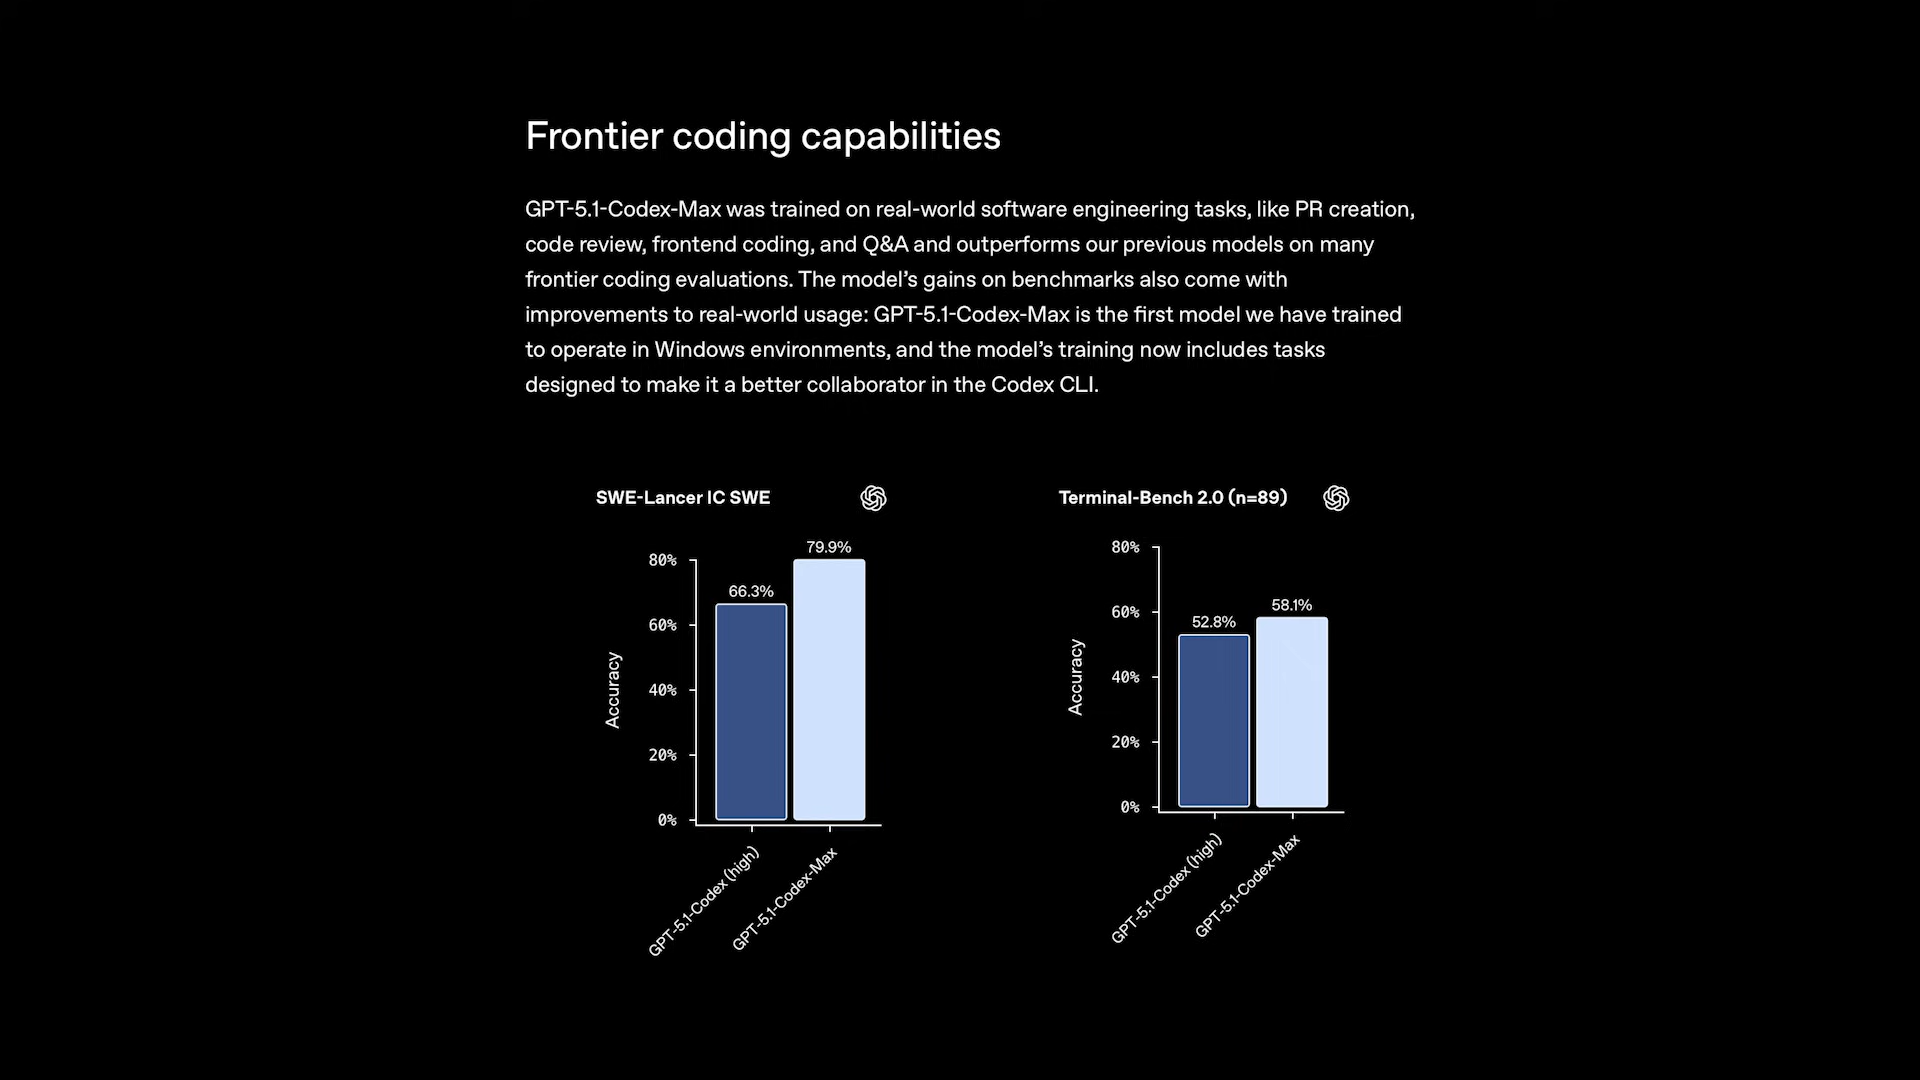 Frontier coding capabilities
GPT-5.1-Codex-Max was trained on real-world software engineering tasks, like PR creation,
code review, frontend coding, and Q&A and outperforms our previous models on many
frontier coding evaluations. The model’s gains on benchmarks also come with
improvements to real-world usage: GPT-5.1-Codex-Max is the first model we have trained
to operate in Windows environments, and the model’s training now includes tasks
designed to make it a better collaborator in the Codex CLI.
SWE-Lancer IC SWE
79.9%
80%
66.3%
60%
40%
20%
0%
Accuracy
GPT-5.1-Codex (high)
GPT-5.1-Codex-Max
Terminal-Bench 2.0 (n=89)
80%
60%
58.1%
52.8%
40%
20%
0%
Accuracy
GPT-5.1-Codex (high)
GPT-5.1-Codex-Max